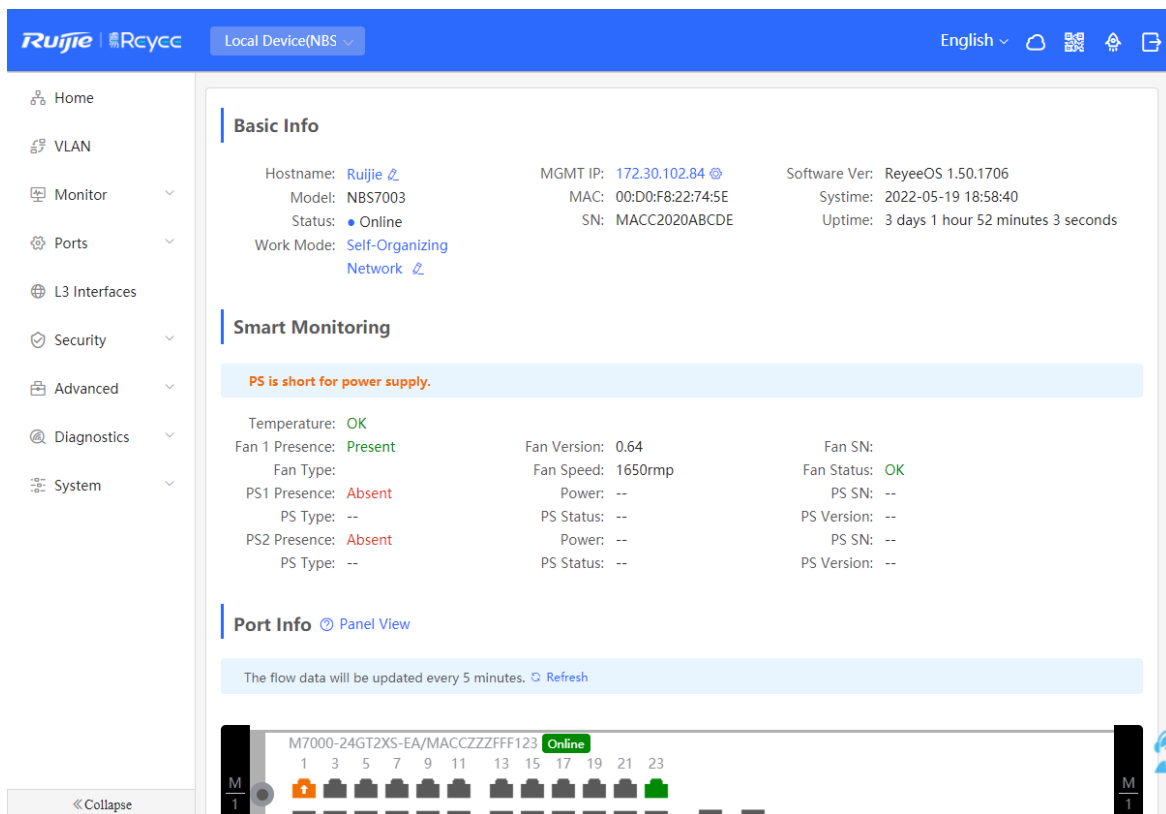 Ruijie | Rcycc
Local Device(NBS
English
Home
VLAN
Monitor
Ports
L3 Interfaces
Security
Advanced
Diagnostics
System
Collapse
Basic Info
Hostname: Ruijie MGMT IP: 172.30.102.84 Software Ver: ReyeeOS 1.50.1706
Model: NBS7003 MAC: 00:D0:F8:22:74:5E Systime: 2022-05-19 18:58:40
Status: Online SN: MACC2020ABCDE Uptime: 3 days 1 hour 52 minutes 3 seconds
Work Mode: Self-Organizing
Network
Smart Monitoring
PS is short for power supply.
Temperature: OK
Fan 1 Presence: Present Fan Version: 0.64 Fan SN:
Fan Type: Fan Speed: 1650rmp Fan Status: OK
PS1 Presence: Absent Power: -- PS SN: --
PS Type: -- PS Status: -- PS Version: --
PS2 Presence: Absent Power: -- PS SN: --
PS Type: -- PS Status: -- PS Version: --
Port Info Panel View
The flow data will be updated every 5 minutes. Refresh
M7000-24GT2XS-EA/MACCZZZFFF123 Online
1 3 5 7 9 11 13 15 17 19 21 23
M M
1 1